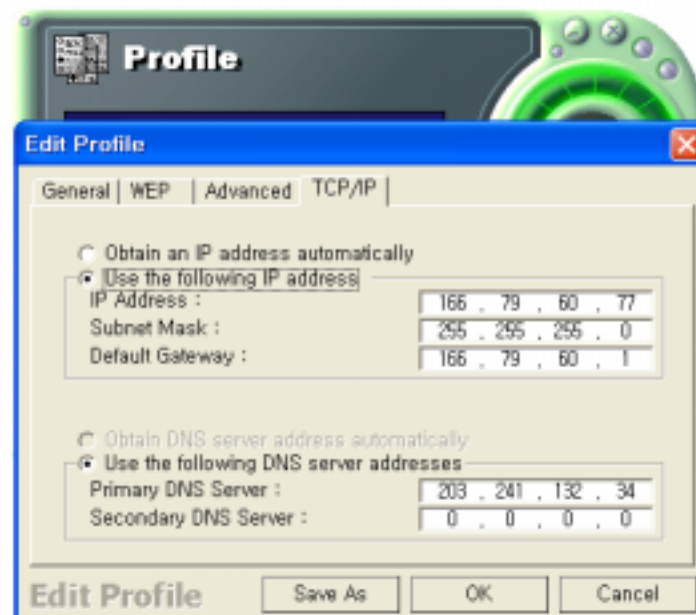 Profile
Edit Profile
General WEP Advanced TCP/IP
Obtain an IP address automatically
Use the following IP address
IP Address : 166 . 79 . 60 . 77
Subnet Mask : 255 . 255 . 255 . 0
Default Gateway : 166 . 79 . 60 . 1
Obtain DNS server address automatically
Use the following DNS server addresses
Primary DNS Server : 203 . 241 . 132 . 34
Secondary DNS Server : 0 . 0 . 0 . 0
Edit Profile Save As OK Cancel